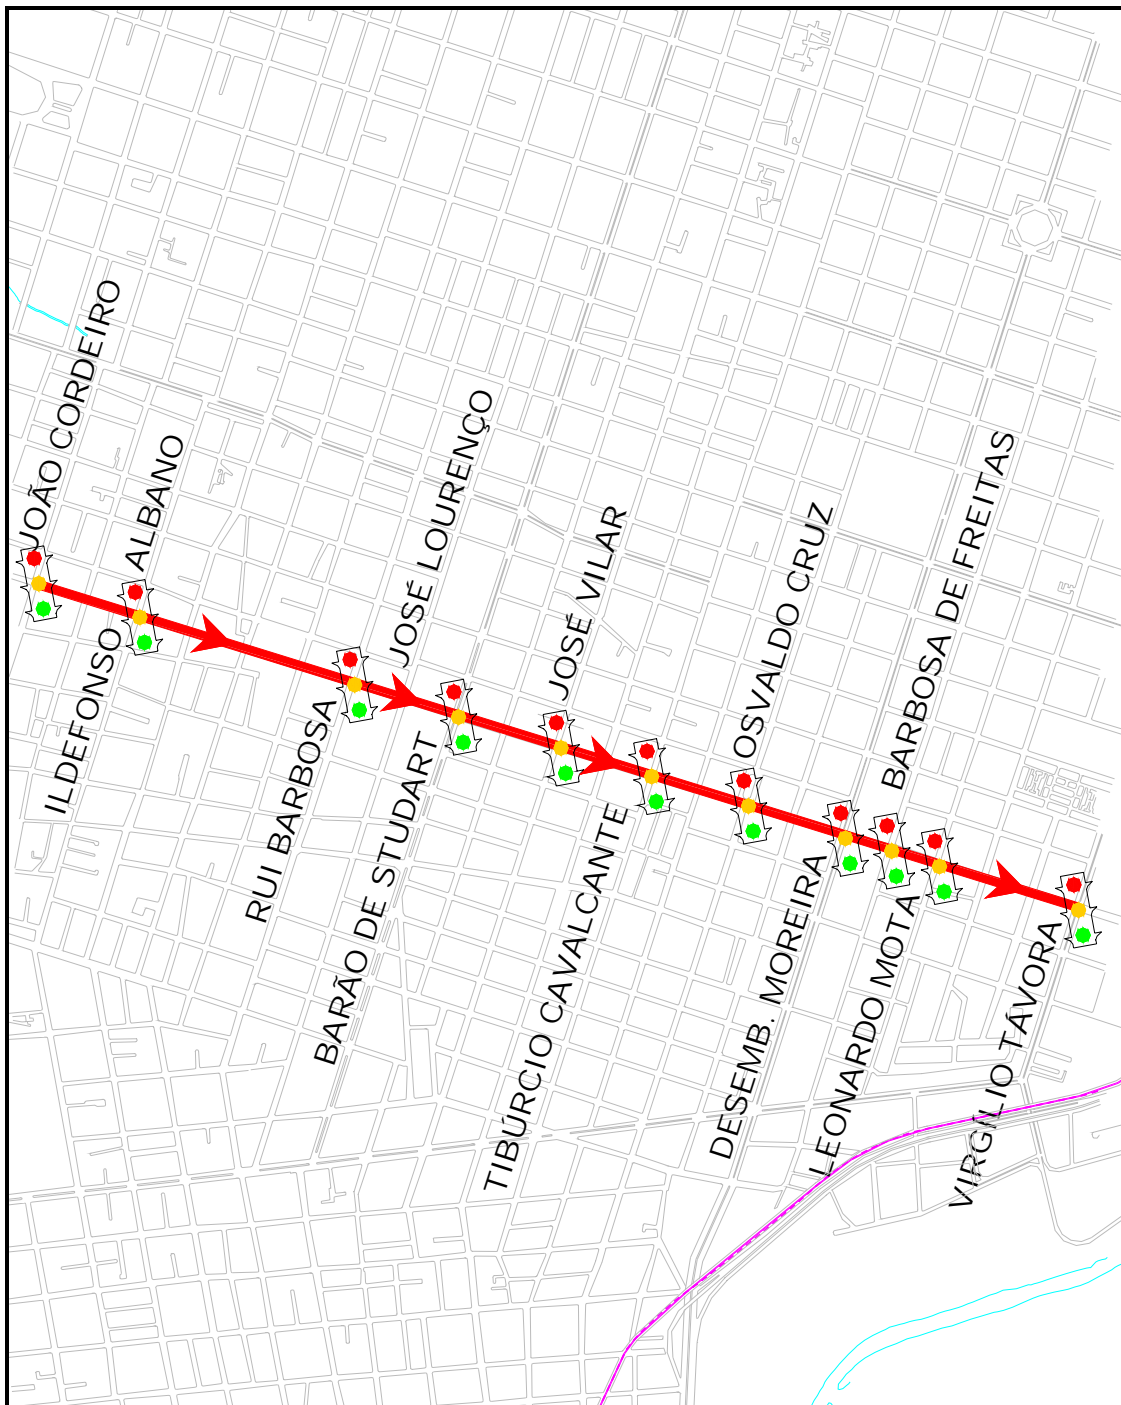 JOÃO CORDEIRO
ILDEFONSO
ALBANO
RUI BARBOSA
JOSÉ LOURENÇO
BARÃO DE STUDART
JOSÉ VILAR
TIBÚRCIO CAVALCANTE
OSVALDO CRUZ
DESEMB. MOREIRA
BARBOSA DE FREITAS
LEONARDO MOTA
VIRGÍLIO TÁVORA